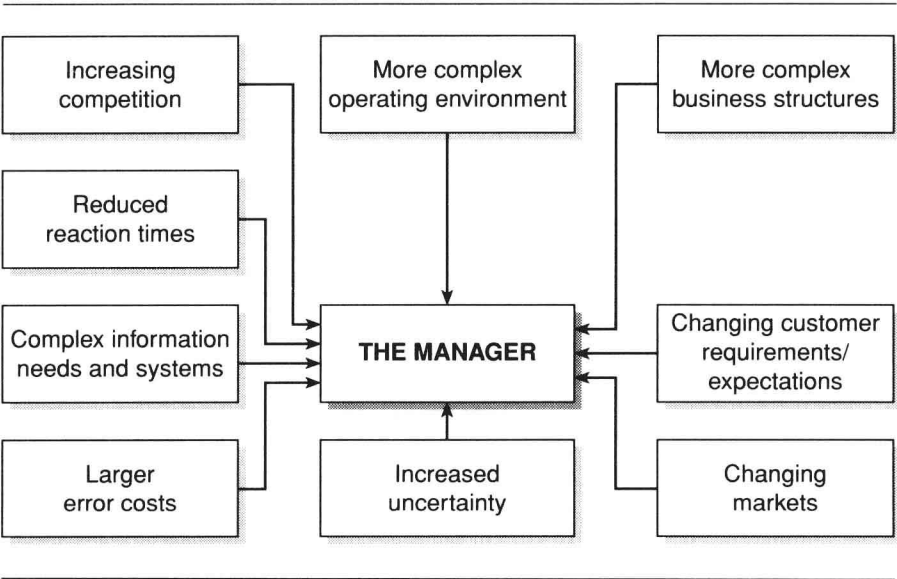 Increasing
competition
More complex
operating environment
More complex
business structures
Reduced
reaction times
Complex information
needs and systems
THE MANAGER
Changing customer
requirements/
expectations
Larger
error costs
Increased
uncertainty
Changing
markets